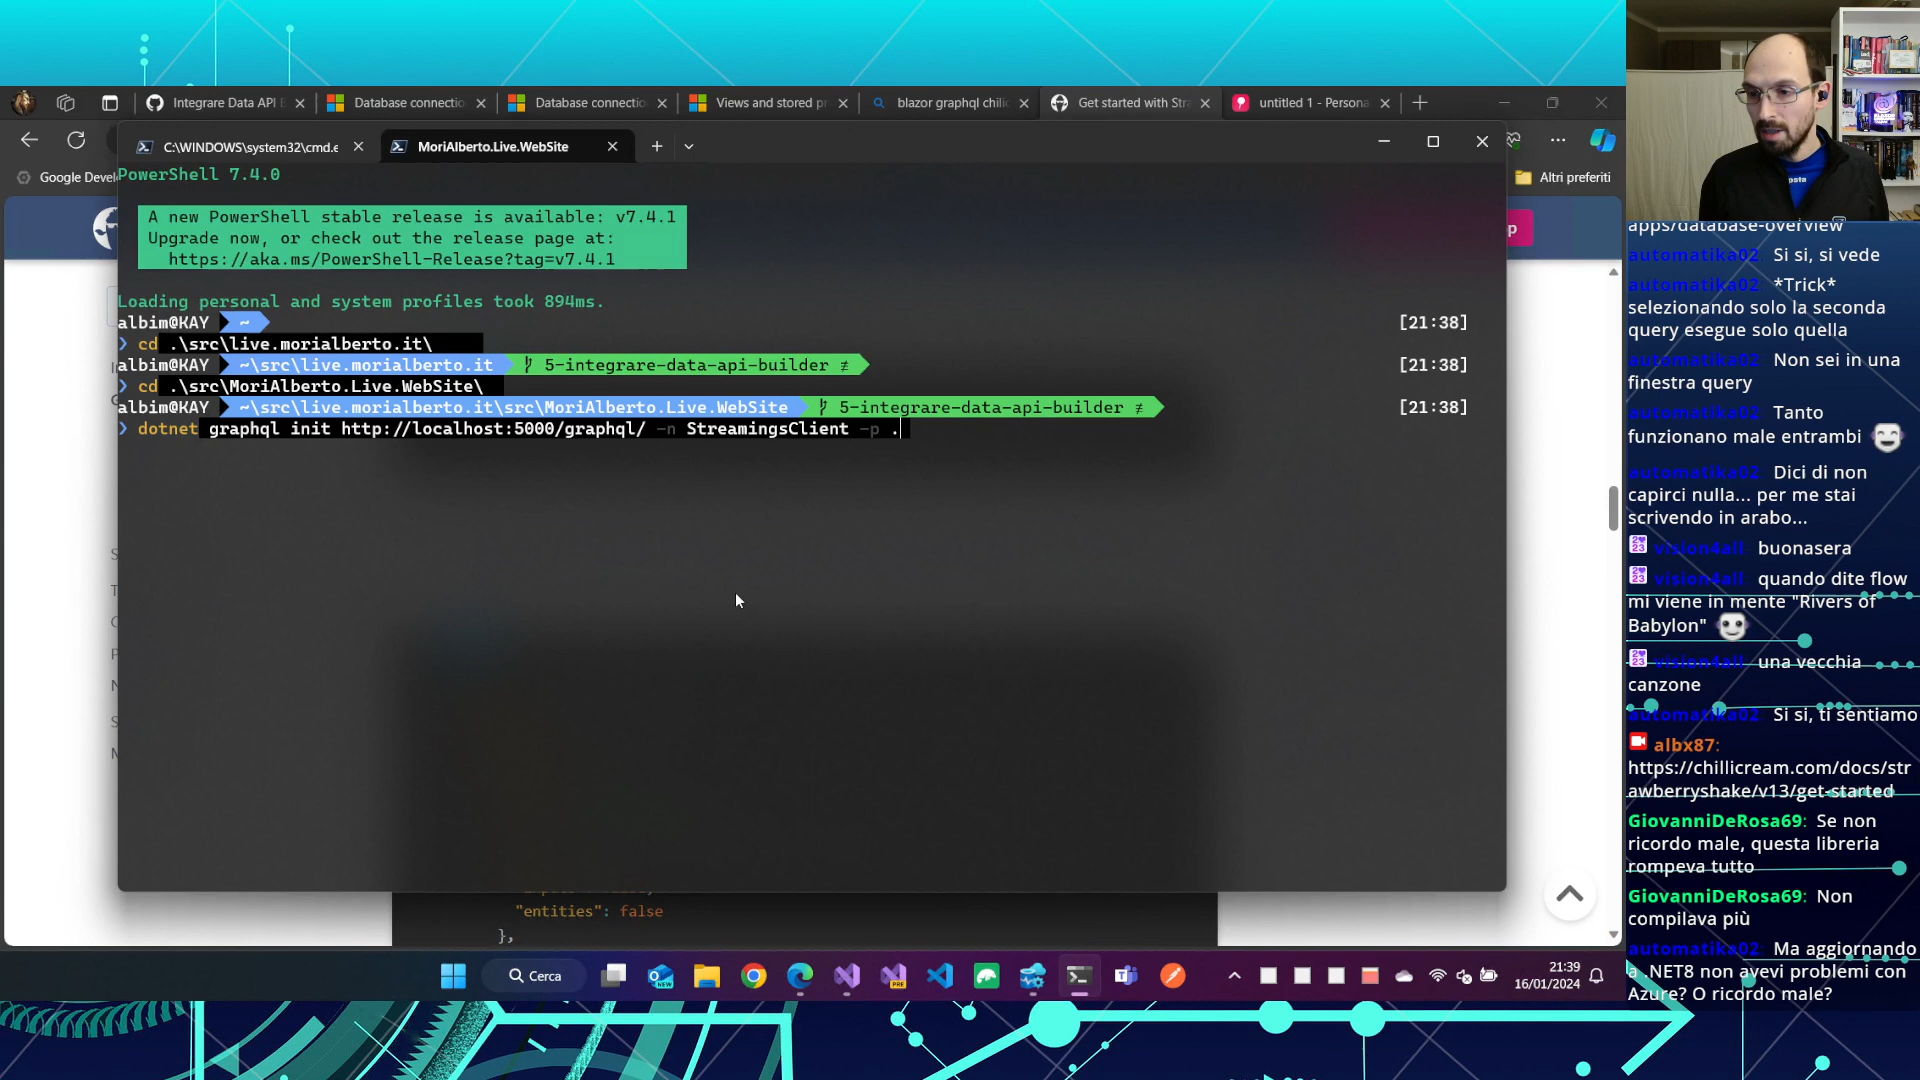 Integrare Data API B
Database connectio
Database connectio
Views and stored pr
blazor graphql chilic
Get started with Stra
untitled 1 - Persona
C:\WINDOWS\system32\cmd.e
MoriAlberto.Live.WebSite
Google Devel
Altri preferiti
PowerShell 7.4.0
A new PowerShell stable release is available: v7.4.1
Upgrade now, or check out the release page at:
https://aka.ms/PowerShell-Release?tag=v7.4.1
Loading personal and system profiles took 894ms.
albim@KAY ~ [21:38]
❯ cd .\src\live.morialberto.it\
albim@KAY ~\src\live.morialberto.it 5-integrare-data-api-builder ≢ [21:38]
❯ cd .\src\MoriAlberto.Live.WebSite\
albim@KAY ~\src\live.morialberto.it\src\MoriAlberto.Live.WebSite 5-integrare-data-api-builder ≢ [21:38]
❯ dotnet graphql init http://localhost:5000/graphql/ -n StreamingsClient -p .
"entities": false
},
apps/database-overview
automatika02 Si si, si vede
automatika02 *Trick*
selezionando solo la seconda
query esegue solo quella
automatika02 Non sei in una
finestra query
automatika02 Tanto
funzionano male entrambi
automatika02 Dici di non
capirci nulla... per me stai
scrivendo in arabo...
vision4all buonasera
vision4all quando dite flow
mi viene in mente "Rivers of
Babylon"
vision4all una vecchia
canzone
automatika02 Si si, ti sentiamo
albx87:
https://chillicream.com/docs/str
awberryshake/v13/get-started
GiovanniDeRosa69: Se non
ricordo male, questa libreria
rompeva tutto
GiovanniDeRosa69: Non
compilava più
automatika02: Ma aggiornando
a .NET8 non avevi problemi con
Azure? O ricordo male?
Cerca
21:39
16/01/2024